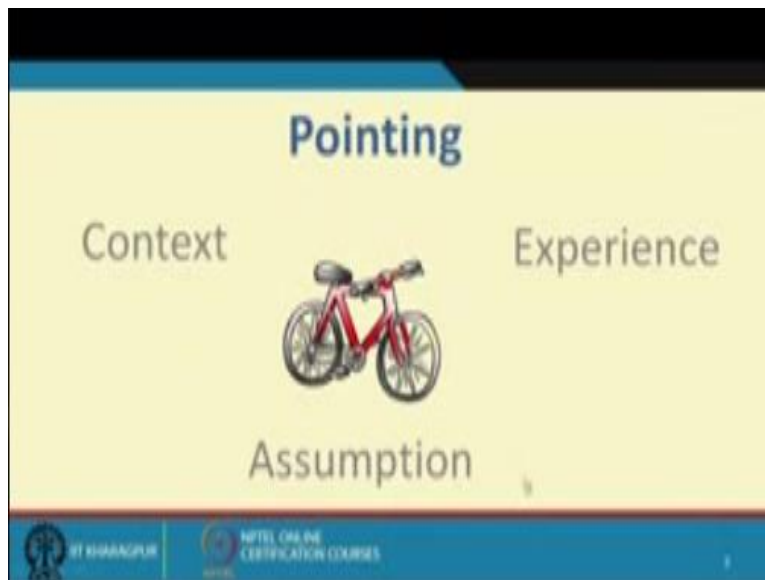 Pointing
Context
Experience
Assumption
IIT KHARAGPUR
NPTEL ONLINE
CERTIFICATION COURSES